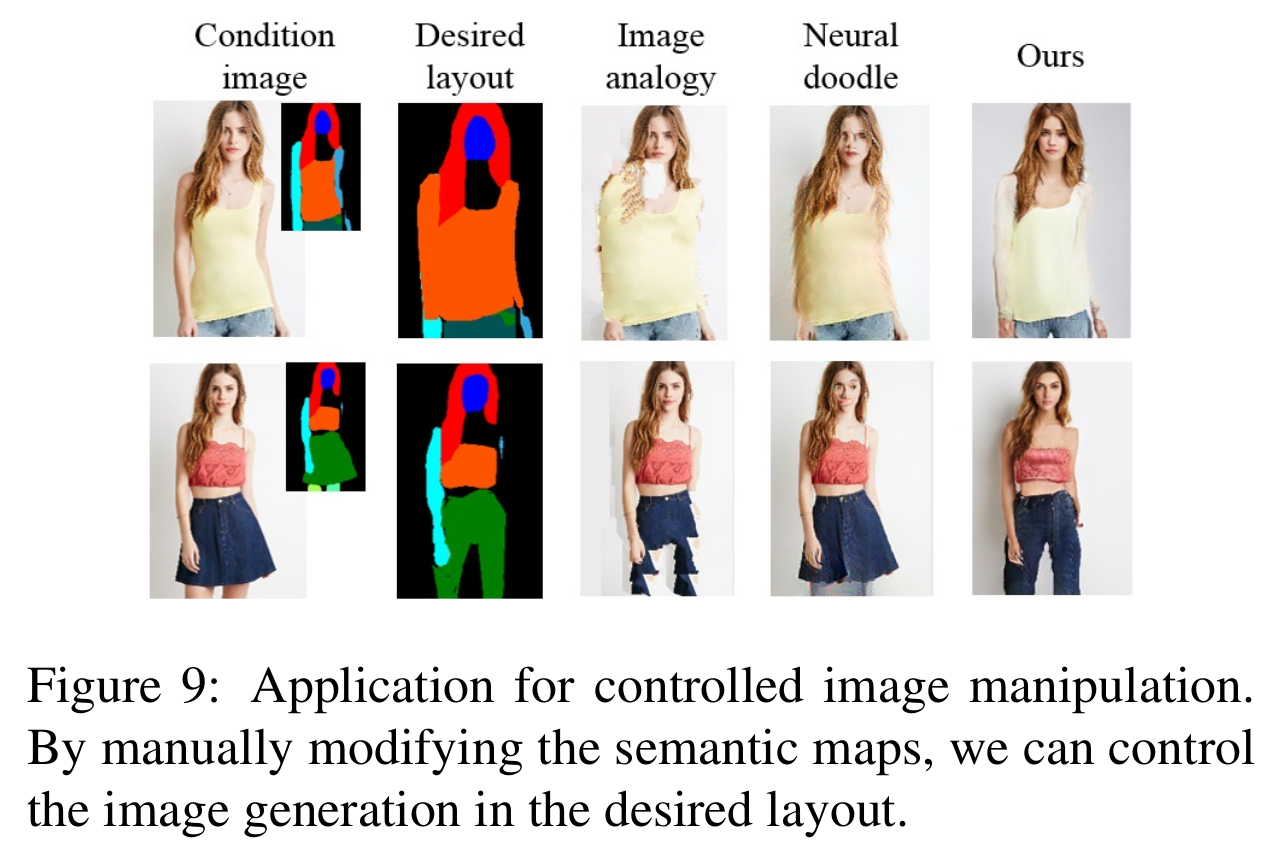 Condition image
Desired layout
Image analogy
Neural doodle
Ours
Figure 9: Application for controlled image manipulation.
By manually modifying the semantic maps, we can control
the image generation in the desired layout.